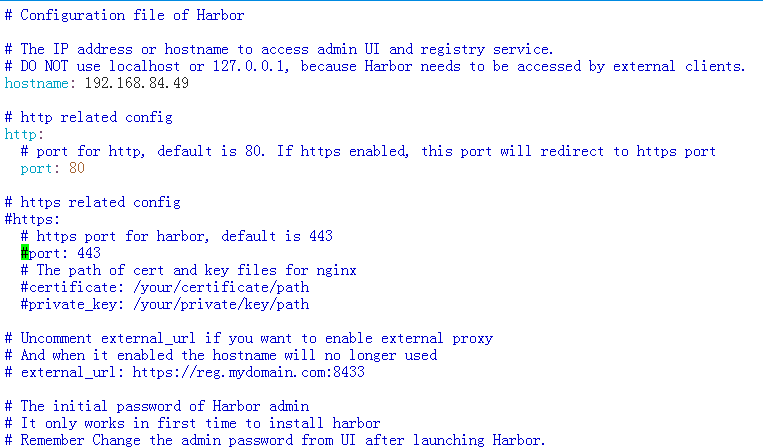 # Configuration file of Harbor
# The IP address or hostname to access admin UI and registry service.
# DO NOT use localhost or 127.0.0.1, because Harbor needs to be accessed by external clients.
hostname: 192.168.84.49
# http related config
http:
# port for http, default is 80. If https enabled, this port will redirect to https port
port: 80
# https related config
#https:
# https port for harbor, default is 443
#port: 443
# The path of cert and key files for nginx
#certificate: /your/certificate/path
#private_key: /your/private/key/path
# Uncomment external_url if you want to enable external proxy
# And when it enabled the hostname will no longer used
# external_url: https://reg.mydomain.com:8433
# The initial password of Harbor admin
# It only works in first time to install harbor
# Remember Change the admin password from UI after launching Harbor.